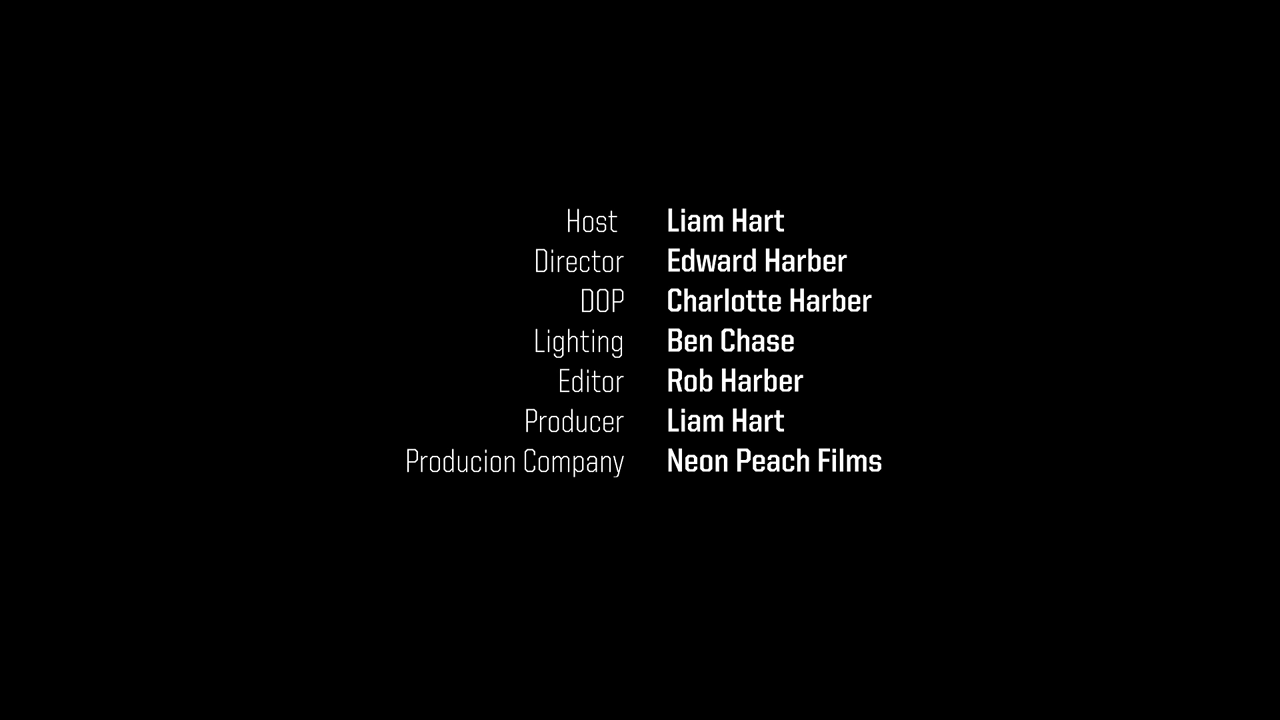 Host Liam Hart
Director Edward Harber
DOP Charlotte Harber
Lighting Ben Chase
Editor Rob Harber
Producer Liam Hart
Producion Company Neon Peach Films